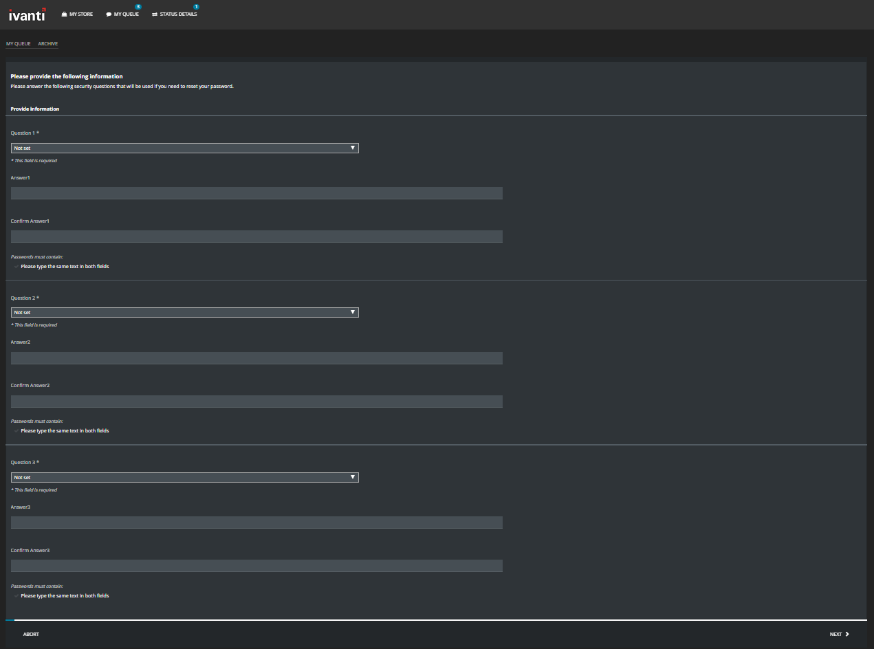 ivanti
MY STORE
MY QUEUE
STATUS DETAILS
MY QUEUE ARCHIVE
Please provide the following information
Please answer the following security questions that will be used if you need to reset your password.
Provide Information
Question 1 *
Not set
* This field is required
Answer1
Confirm Answer1
Passwords must contain:
Please type the same text in both fields
Question 2 *
Not set
* This field is required
Answer2
Confirm Answer2
Passwords must contain:
Please type the same text in both fields
Question 3 *
Not set
* This field is required
Answer3
Confirm Answer3
Passwords must contain:
Please type the same text in both fields
ABORT
NEXT